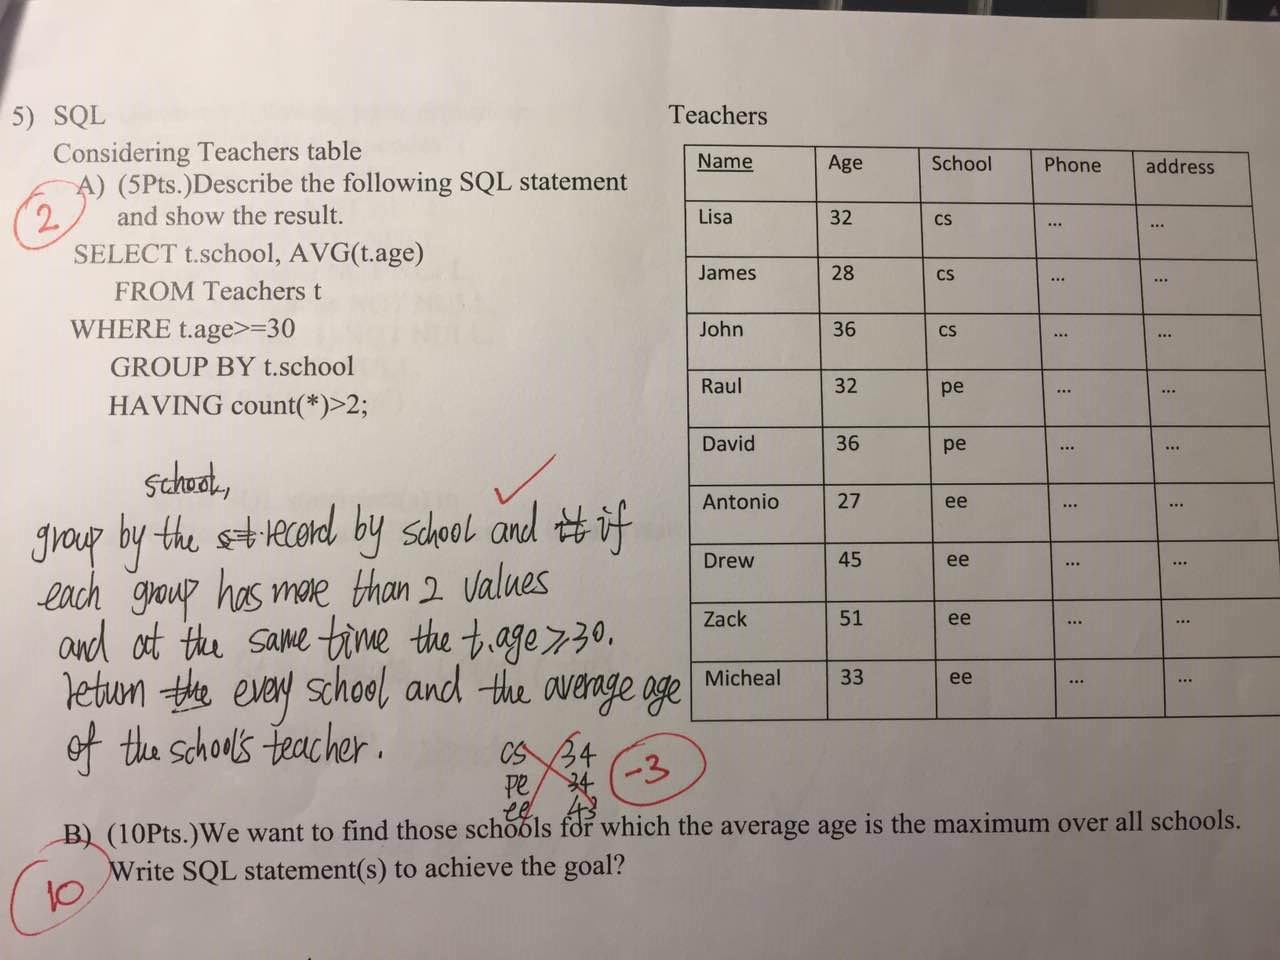 5) SQL
Considering Teachers table
A) (5Pts.)Describe the following SQL statement
and show the result.
2
SELECT t.school, AVG(t.age)
FROM Teachers t
WHERE t.age>=30
GROUP BY t.school
HAVING count(*)>2;
Teachers
Name Age School Phone address
Lisa 32 cs ... ...
James 28 cs ... ...
John 36 cs ... ...
Raul 32 pe ... ...
David 36 pe ... ...
Antonio 27 ee ... ...
Drew 45 ee ... ...
Zack 51 ee ... ...
Micheal 33 ee ... ...
school,
group by the record by school and if
each group has more than 2 values
and at the same time the t.age ⩾30.
return the every school and the average age
of the school's teacher.
cs 34
pe 34
ee 43
-3
B) (10Pts.)We want to find those schools for which the average age is the maximum over all schools.
Write SQL statement(s) to achieve the goal?
10